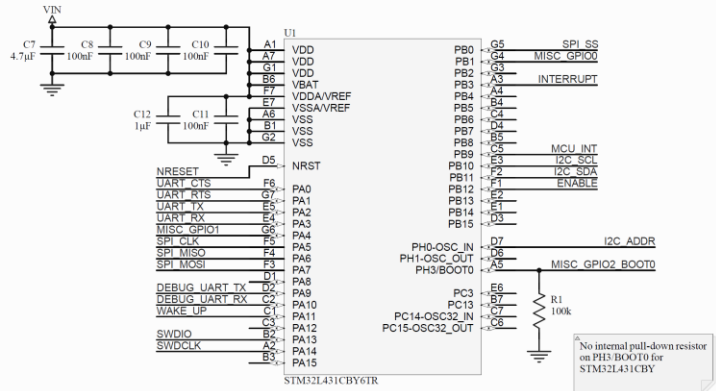 VIN
U1
C7 4.7µF
C8 100nF
C9 100nF
C10 100nF
C12 1µF
C11 100nF
A1 VDD
A7 VDD
G1 VDD
B6 VBAT
F7 VDDA/VREF
E7 VSSA/VREF
A6 VSS
B1 VSS
G2 VSS
NRESET D5 NRST
UART_CTS F6 PA0
UART_RTS G7 PA1
UART_TX E5 PA2
UART_RX E4 PA3
MISC_GPIO1 G6 PA4
SPI_CLK F5 PA5
SPI_MISO F4 PA6
SPI_MOSI F3 PA7
D1 PA8
DEBUG_UART_TX D2 PA9
DEBUG_UART_RX C2 PA10
WAKE_UP C1 PA11
C3 PA12
SWDIO B2 PA13
SWDCLK A2 PA14
B3 PA15
PB0 G5 SPI_SS
PB1 G4 MISC_GPIO0
PB2 G3
PB3 A3 INTERRUPT
PB4 A4
PB5 B4
PB6 C4
PB7 D4
PB8 B5
PB9 C5 MCU_INT
PB10 E3 I2C_SCL
PB11 F2 I2C_SDA
PB12 F1 ENABLE
PB13 E2
PB14 E1
PB15 D3
PH0-OSC_IN D7 I2C_ADDR
PH1-OSC_OUT D6
PH3/BOOT0 A5 MISC_GPIO2_BOOT0
PC3 E6
PC13 B7
PC14-OSC32_IN C7
PC15-OSC32_OUT C6
R1
100k
STM32L431CBY6TR
No internal pull-down resistor
on PH3/BOOT0 for
STM32L431CBY